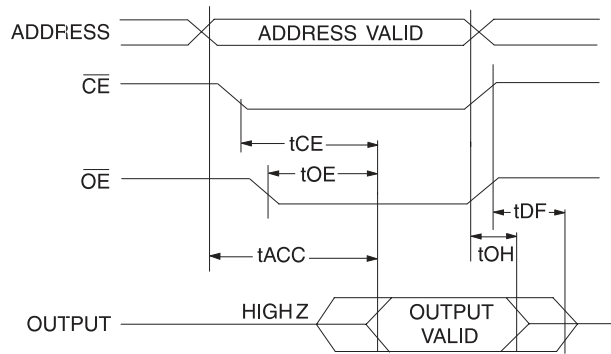 ADDRESS
ADDRESS VALID
CE
tCE
OE
tOE
tDF
tACC
tOH
HIGH Z
OUTPUT
OUTPUT
VALID